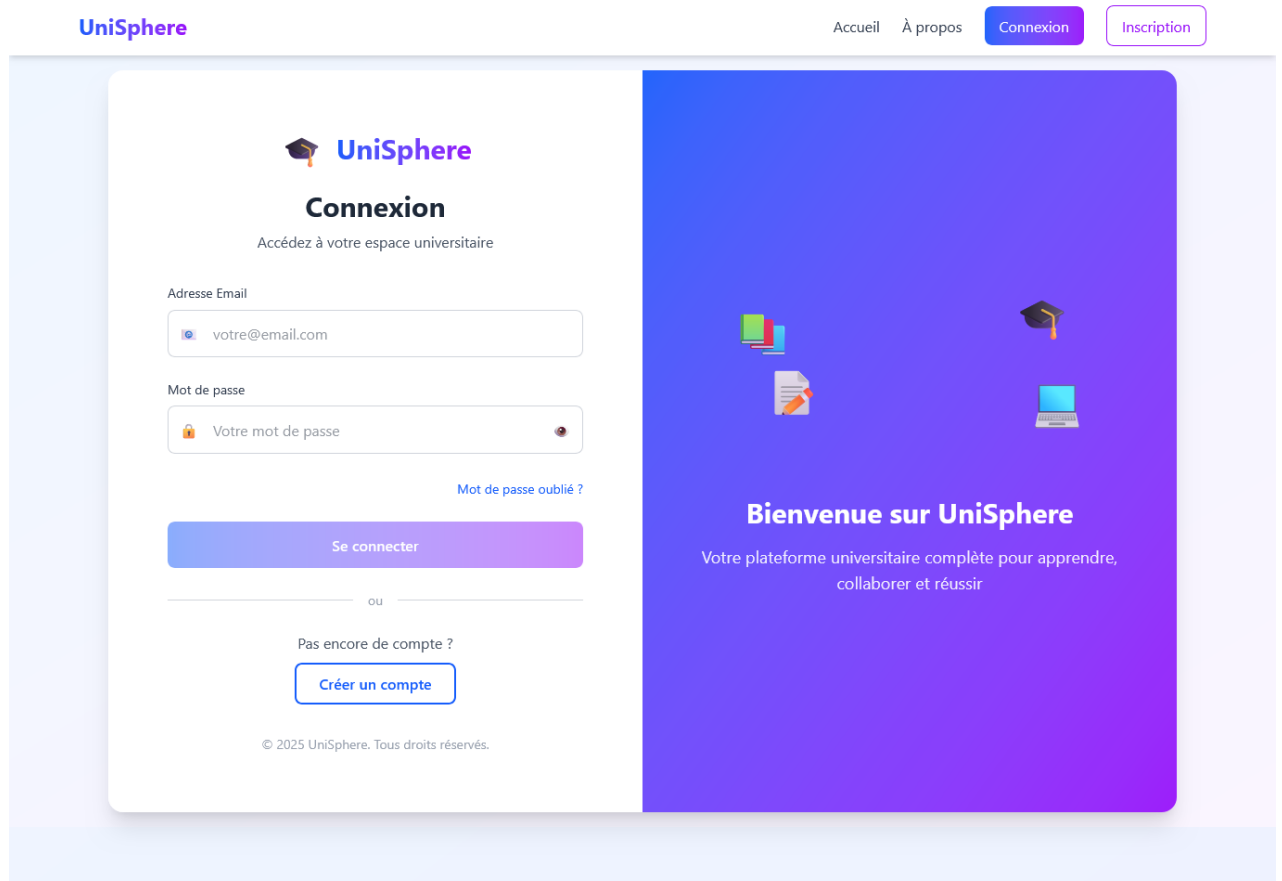 UniSphere
Accueil
À propos
Connexion
Inscription
UniSphere
Connexion
Accédez à votre espace universitaire
Adresse Email
votre@email.com
Mot de passe
Votre mot de passe
Mot de passe oublié ?
Se connecter
ou
Pas encore de compte ?
Créer un compte
© 2025 UniSphere. Tous droits réservés.
Bienvenue sur UniSphere
Votre plateforme universitaire complète pour apprendre,
collaborer et réussir